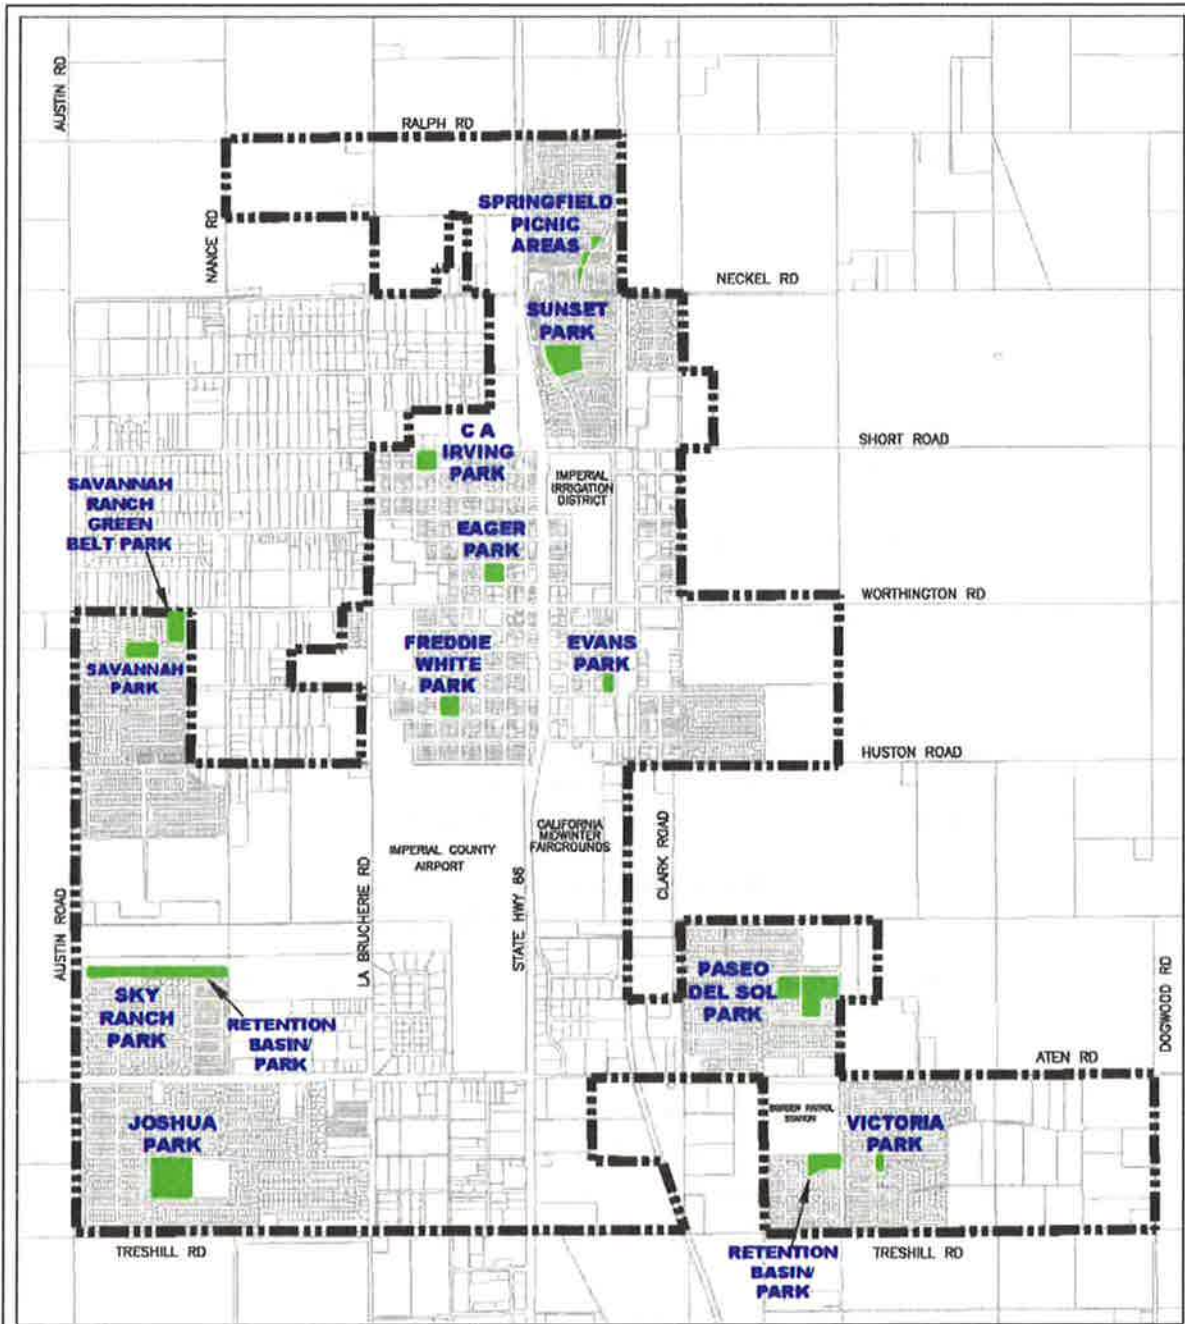 AUSTIN RD
RALPH RD
NANCE RD
SPRINGFIELD
PICNIC
AREAS
NECKEL RD
SUNSET
PARK
SHORT ROAD
C A
IRVING
PARK
IMPERIAL
IRRIGATION
DISTRICT
SAVANNAH
RANCH
GREEN
BELT PARK
EAGER
PARK
WORTHINGTON RD
SAVANNAH
PARK
FREDDIE
WHITE
PARK
EVANS
PARK
HUSTON ROAD
IMPERIAL COUNTY
AIRPORT
CALIFORNIA
MIDWINTER
FAIRGROUNDS
CLARK ROAD
AUSTIN ROAD
LA BRUCHERIE RD
STATE HWY 86
DOGWOOD RD
SKY
RANCH
PARK
RETENTION
BASIN/
PARK
PASEO
DEL SOL
PARK
ATEN RD
JOSHUA
PARK
BORDER PATROL
STATION
VICTORIA
PARK
TRESHILL RD
RETENTION
BASIN/
PARK
TRESHILL RD